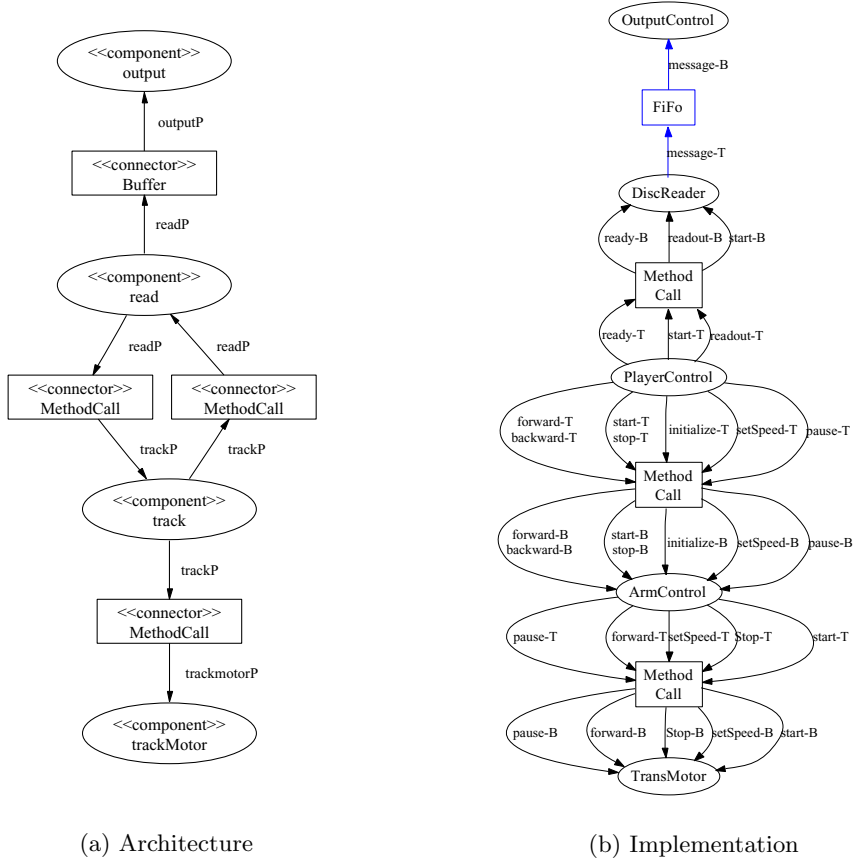 <<component>>
output
outputP
<<connector>>
Buffer
readP
<<component>>
read
readP
readP
<<connector>>
MethodCall
<<connector>>
MethodCall
trackP
trackP
<<component>>
track
trackP
<<connector>>
MethodCall
trackmotorP
<<component>>
trackMotor
(a) Architecture
OutputControl
message-B
FiFo
message-T
DiscReader
ready-B
readout-B
start-B
Method
Call
ready-T
start-T
readout-T
PlayerControl
forward-T
backward-T
start-T
stop-T
initialize-T
setSpeed-T
pause-T
Method
Call
forward-B
backward-B
start-B
stop-B
initialize-B
setSpeed-B
pause-B
ArmControl
pause-T
forward-T
setSpeed-T
Stop-T
start-T
Method
Call
pause-B
forward-B
Stop-B
setSpeed-B
start-B
TransMotor
(b) Implementation